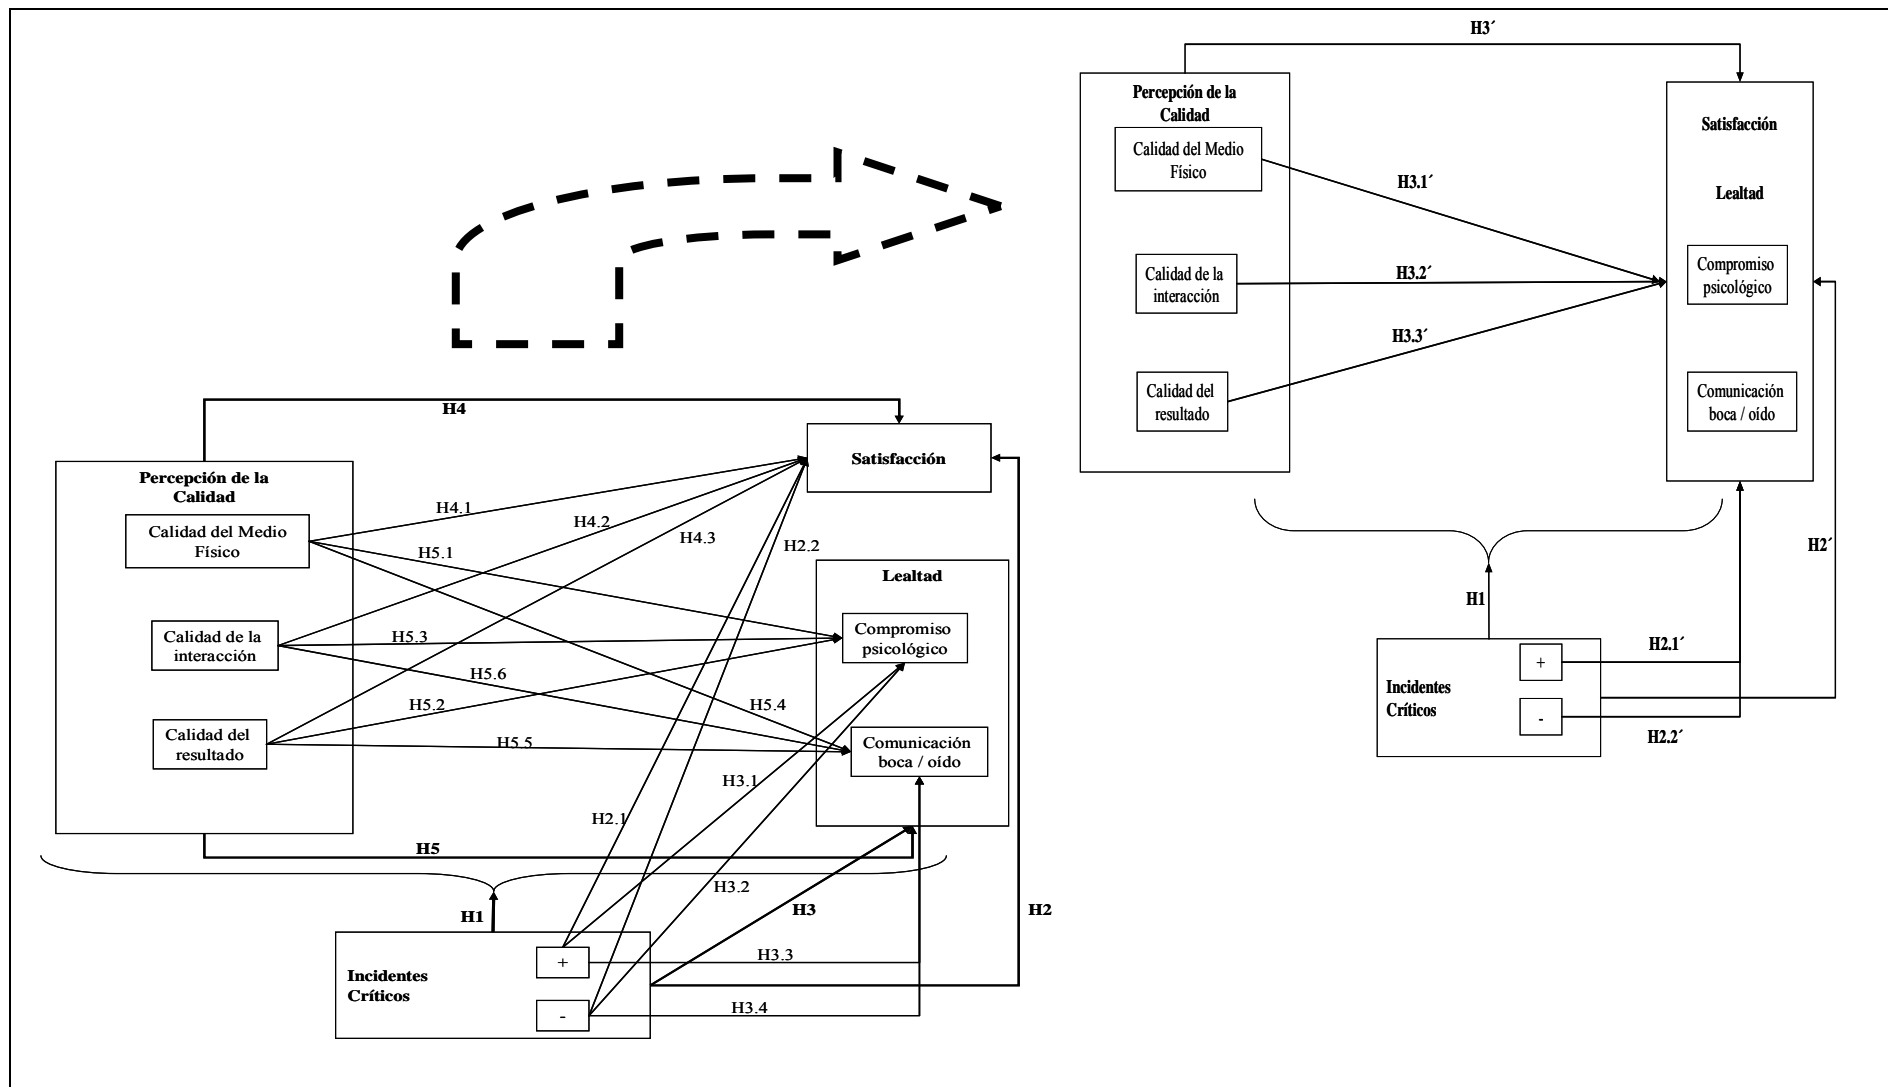 H3´
Percepción de la
Calidad
Calidad del Medio
Físico
Calidad de la
interacción
Calidad del
resultado
H3.1´
H3.2´
H3.3´
Satisfacción
Lealtad
Compromiso
psicológico
Comunicación
boca / oído
H2´
H1
Incidentes
Críticos
+
-
H2.1´
H2.2´
H4
Percepción de la
Calidad
Calidad del Medio
Físico
Calidad de la
interacción
Calidad del
resultado
H4.1
H4.2
H4.3
H2.2
H5.1
H5.3
H5.6
H5.2
H5.4
H5.5
Satisfacción
Lealtad
Compromiso
psicológico
Comunicación
boca / oído
H3.1
H2.1
H5
H3.2
H1
H3
H2
Incidentes
Críticos
+
-
H3.3
H3.4